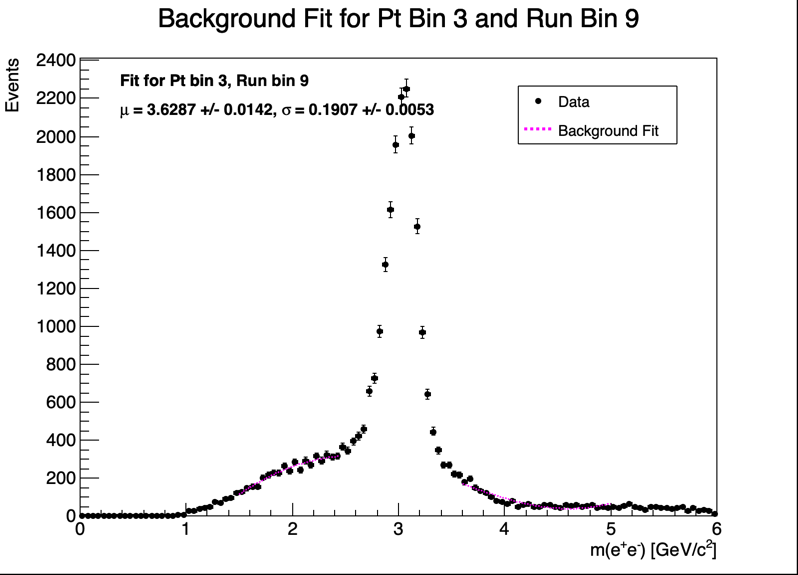 Background Fit for Pt Bin 3 and Run Bin 9
Events
2400
2200
2000
1800
1600
1400
1200
1000
800
600
400
200
0
Fit for Pt bin 3, Run bin 9
μ = 3.6287 +/- 0.0142, σ = 0.1907 +/- 0.0053
Data
Background Fit
0 1 2 3 4 5 6
m(e⁺e⁻) [GeV/c²]